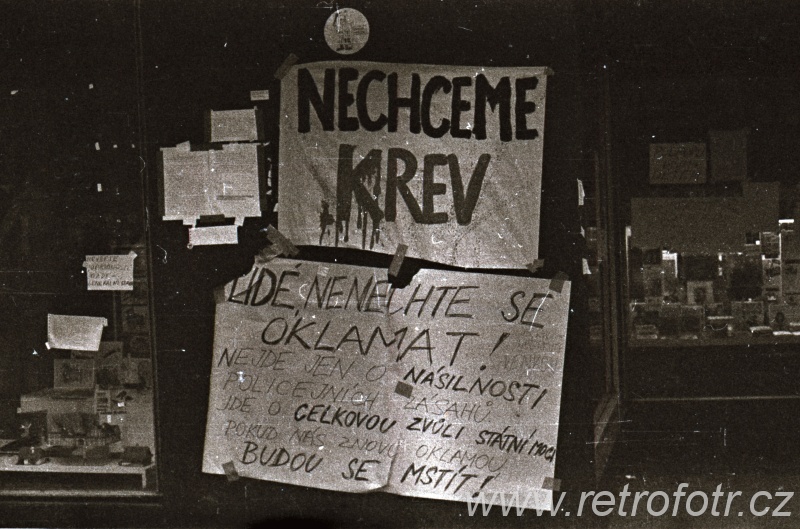 NECHCEME
KREV
LIDÉ, NENECHTE SE
OKLAMAT!
NEJDE JEN O NÁSILNOSTI
POLICEJNÍCH ZÁSAHŮ
JDE O CELKOVOU ZVŮLI STÁTNÍ MOCI
POKUD NÁS ZNOVU OKLAMOU,
BUDOU SE MSTÍT!
www.retrofotr.cz